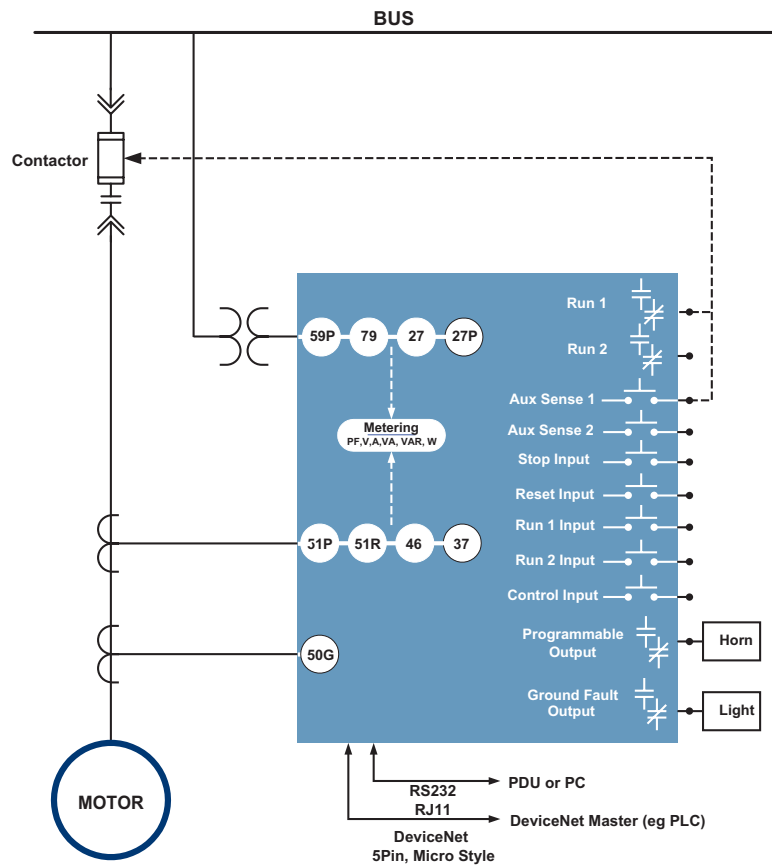 BUS
Contactor
59P 79 27 27P
Metering
PF,V,A,VA, VAR, W
51P 51R 46 37
50G
Run 1
Run 2
Aux Sense 1
Aux Sense 2
Stop Input
Reset Input
Run 1 Input
Run 2 Input
Control Input
Programmable
Output
Horn
Ground Fault
Output
Light
MOTOR
RS232
RJ11
PDU or PC
DeviceNet
5Pin, Micro Style
DeviceNet Master (eg PLC)